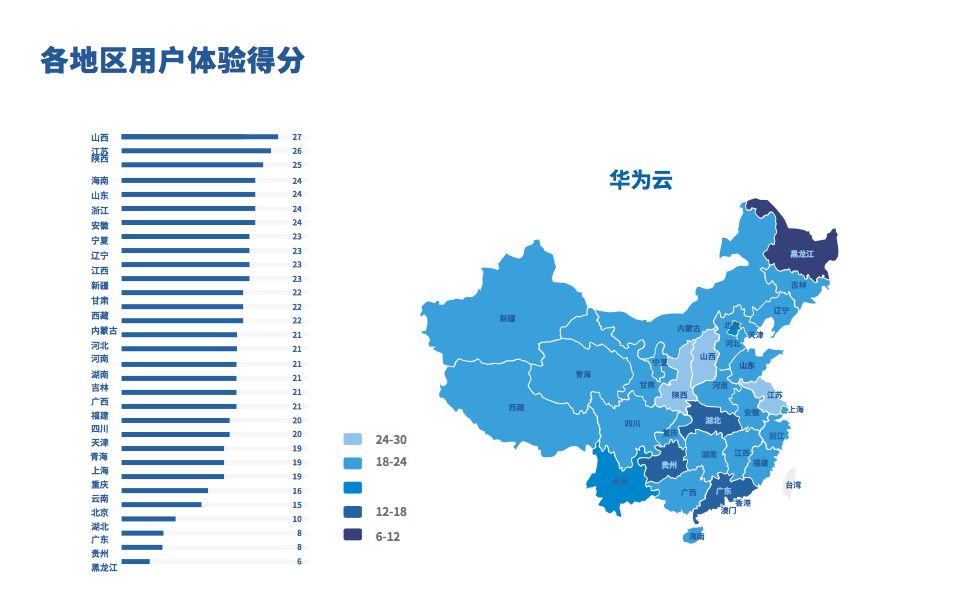 各地区用户体验得分
山西 27
江苏 26
陕西 25
海南 24
山东 24
浙江 24
安徽 24
宁夏 23
辽宁 23
江西 23
新疆 23
甘肃 22
西藏 22
内蒙古 22
河北 21
河南 21
湖南 21
吉林 21
广西 21
福建 21
四川 20
天津 20
青海 19
上海 19
重庆 19
云南 16
北京 15
湖北 10
广东 8
贵州 8
黑龙江 6
华为云
黑龙江
吉林
辽宁
新疆
内蒙古
北京
天津
河北
山西
宁夏
山东
青海
甘肃
河南
陕西
江苏
西藏
上海
安徽
四川
湖北
重庆
浙江
江西
湖南
贵州
福建
云南
台湾
广西
广东
香港
澳门
海南
24-30
18-24
12-18
6-12